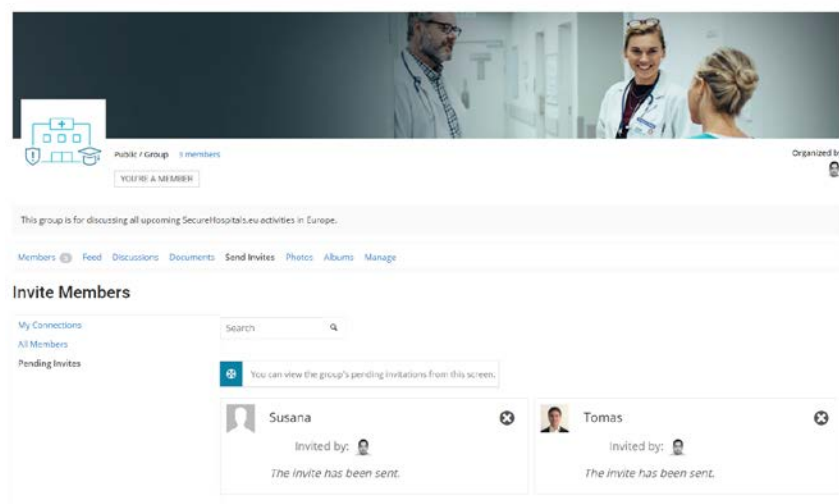 Public / Group 3 members
Organized by
YOU'RE A MEMBER
This group is for discussing all upcoming SecureHospitals.eu activities in Europe.
Members 3 Feed Discussions Documents Send Invites Photos Albums Manage
Invite Members
My Connections
All Members
Pending Invites
Search
You can view the group's pending invitations from this screen.
Susana
Invited by:
The invite has been sent.
Tomas
Invited by:
The invite has been sent.